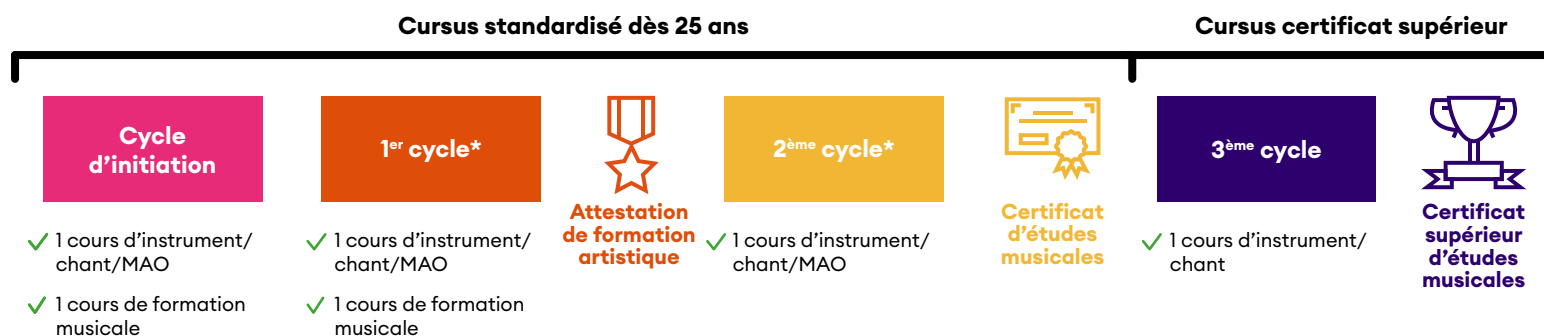 Cursus standardisé dès 25 ans
Cursus certificat supérieur
Cycle
d’initiation
✓ 1 cours d’instrument/
chant/MAO
✓ 1 cours de formation
musicale
1er cycle*
✓ 1 cours d’instrument/
chant/MAO
✓ 1 cours de formation
musicale
Attestation
de formation
artistique
2ème cycle*
✓ 1 cours d’instrument/
chant/MAO
Certificat
d’études
musicales
3ème cycle
✓ 1 cours d’instrument/
chant
Certificat
supérieur
d’études
musicales